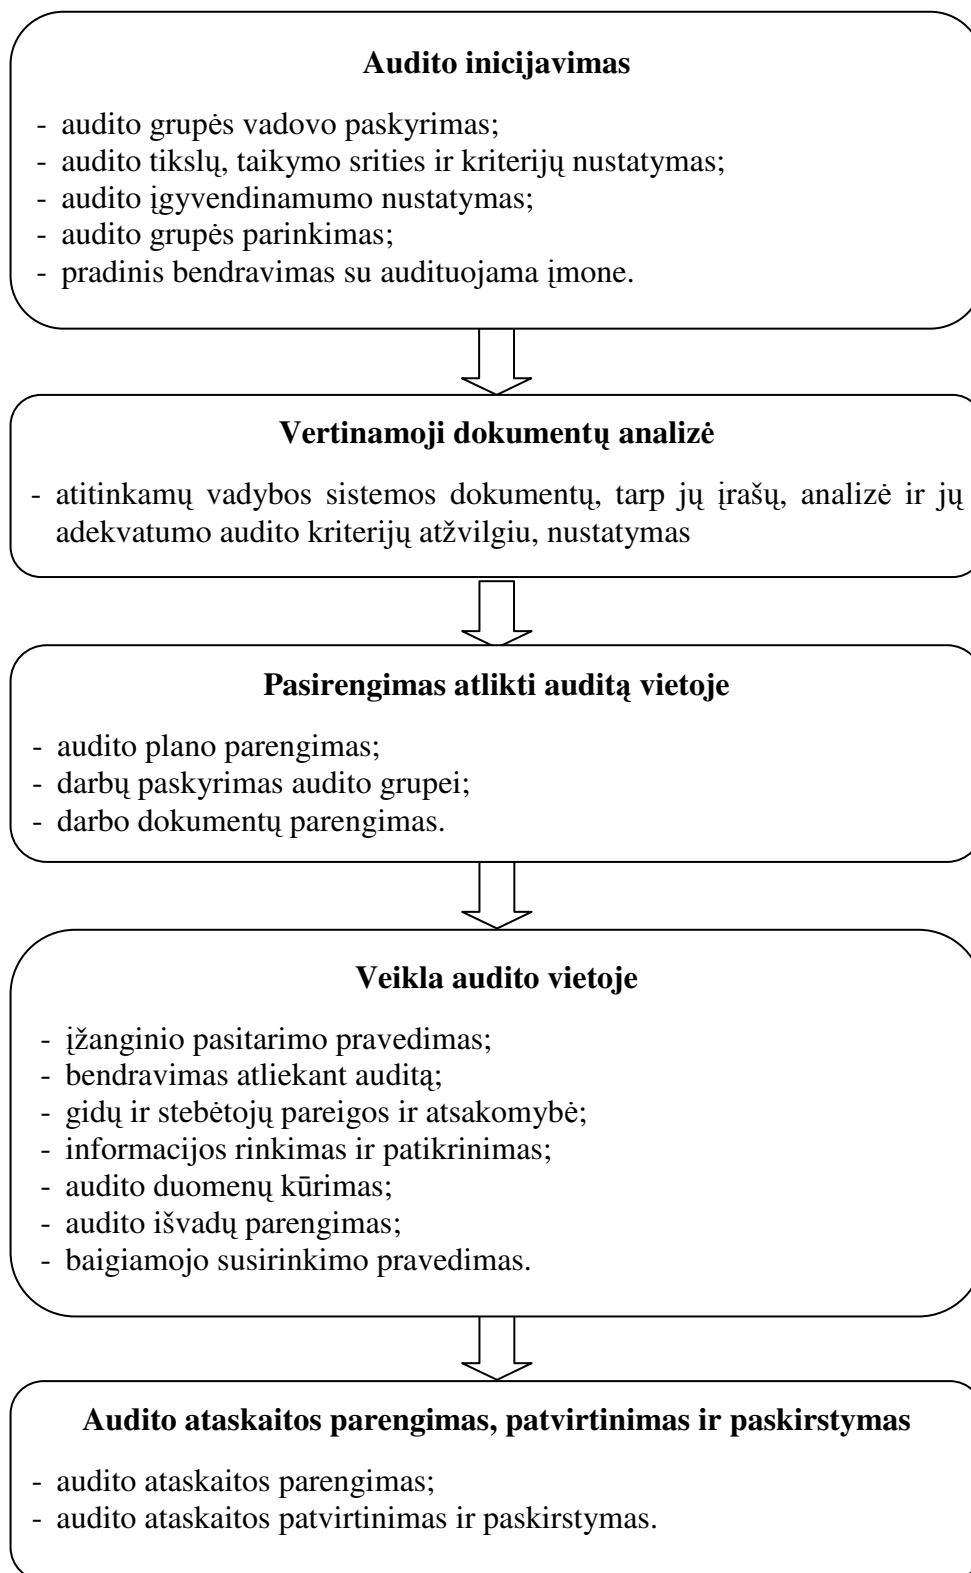 Audito inicijavimas
- audito grupės vadovo paskyrimas;
- audito tikslų, taikymo srities ir kriterijų nustatymas;
- audito įgyvendinamumo nustatymas;
- audito grupės parinkimas;
- pradinis bendravimas su audituojama įmone.
Vertinamoji dokumentų analizė
- atitinkamų vadybos sistemos dokumentų, tarp jų įrašų, analizė ir jų
adekvatumo audito kriterijų atžvilgiu, nustatymas
Pasirengimas atlikti auditą vietoje
- audito plano parengimas;
- darbų paskyrimas audito grupei;
- darbo dokumentų parengimas.
Veikla audito vietoje
- įžanginio pasitarimo pravedimas;
- bendravimas atliekant auditą;
- gidų ir stebėtojų pareigos ir atsakomybė;
- informacijos rinkimas ir patikrinimas;
- audito duomenų kūrimas;
- audito išvadų parengimas;
- baigiamojo susirinkimo pravedimas.
Audito ataskaitos parengimas, patvirtinimas ir paskirstymas
- audito ataskaitos parengimas;
- audito ataskaitos patvirtinimas ir paskirstymas.